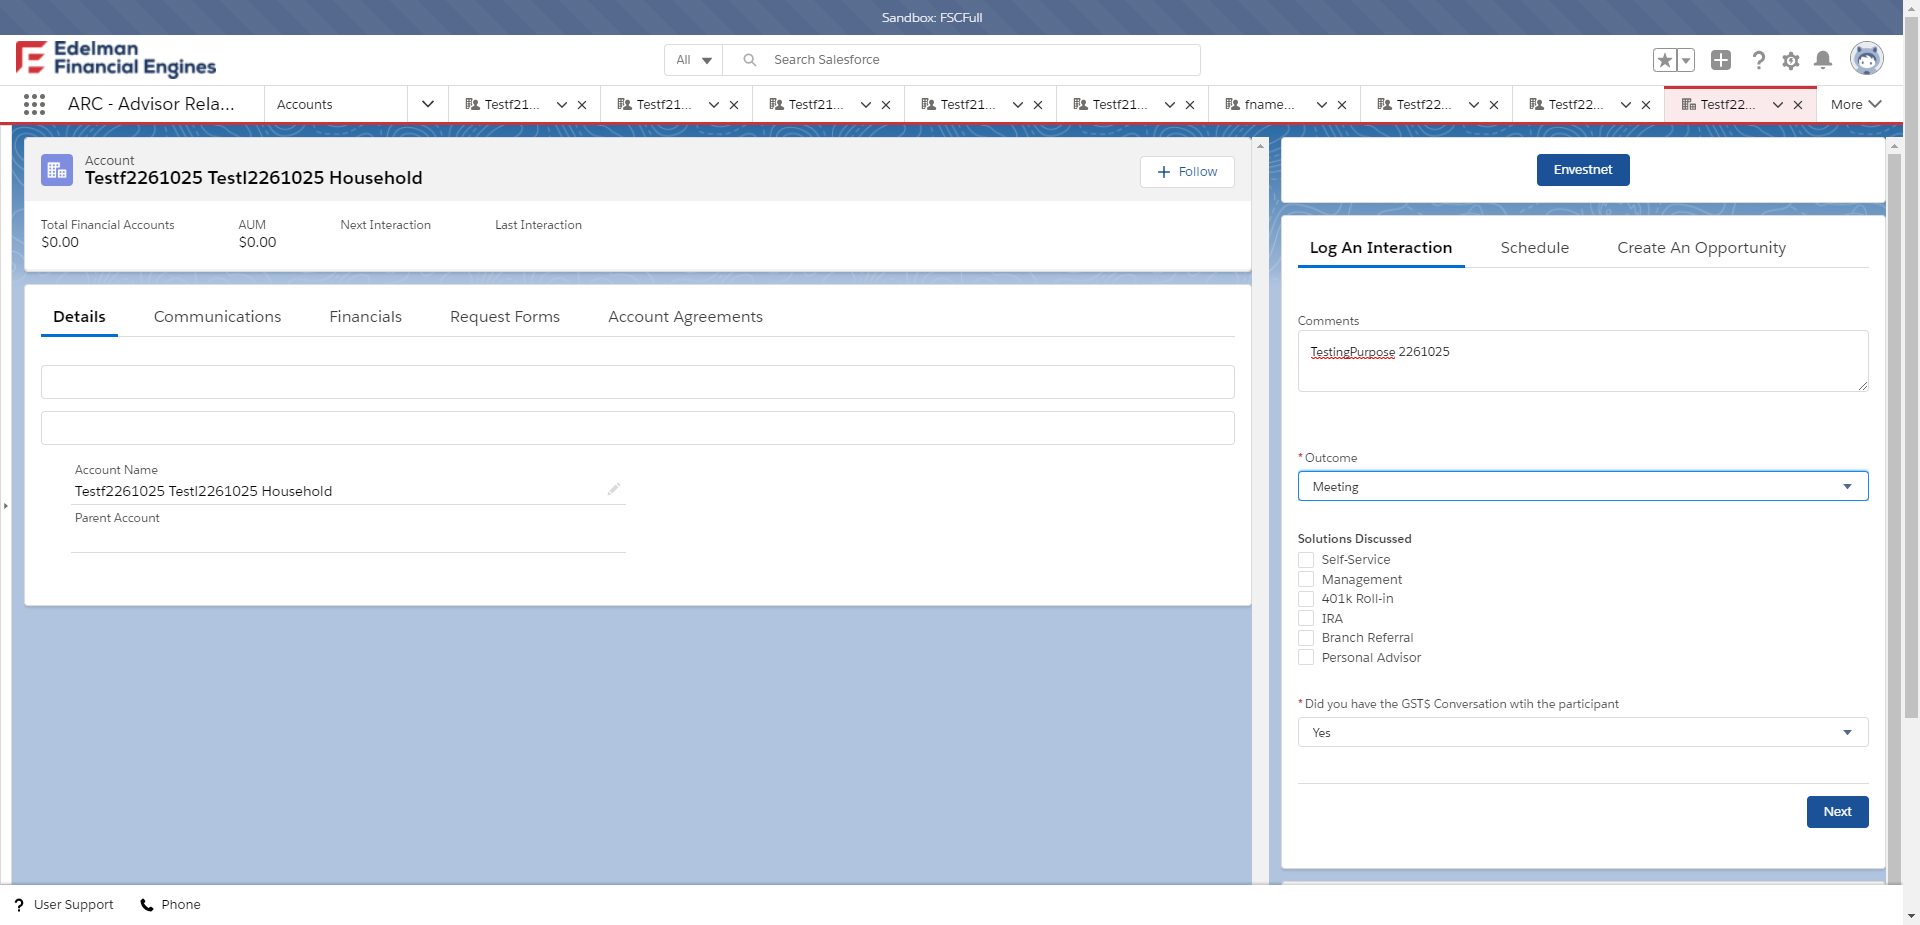 Sandbox: FSCFull
Edelman
Financial Engines
All
Search Salesforce
ARC - Advisor Rela...
Accounts
Testf21...
Testf21...
Testf21...
Testf21...
Testf21...
fname...
Testf22...
Testf22...
Testf22...
More
Account
Testf2261025 Testl2261025 Household
Follow
Total Financial Accounts
$0.00
AUM
$0.00
Next Interaction
Last Interaction
Details
Communications
Financials
Request Forms
Account Agreements
Account Name
Testf2261025 Testl2261025 Household
Parent Account
Envestnet
Log An Interaction
Schedule
Create An Opportunity
Comments
TestingPurpose 2261025
*Outcome
Meeting
Solutions Discussed
Self-Service
Management
401k Roll-in
IRA
Branch Referral
Personal Advisor
*Did you have the GST$ Conversation wtih the participant
Yes
Next
User Support
Phone